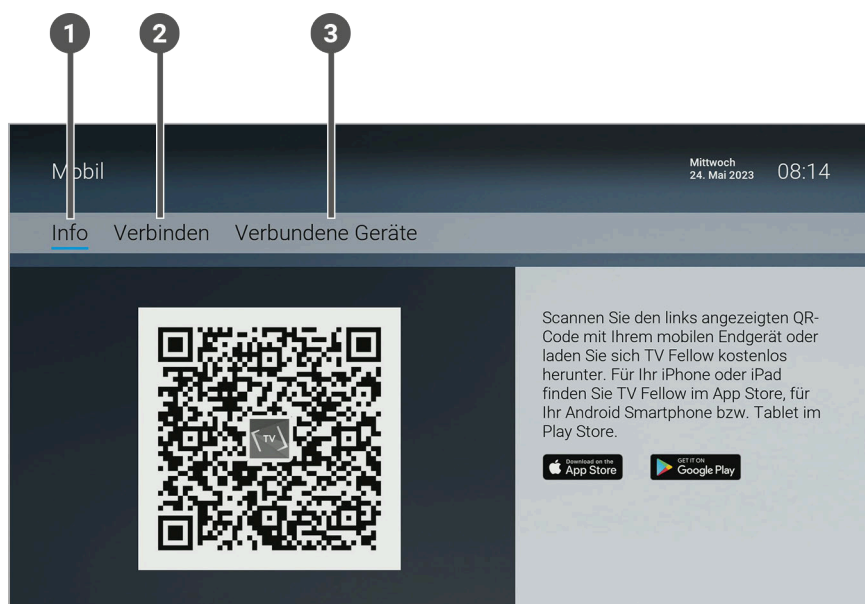 1 2 3
Mobil
Mittwoch
24. Mai 2023
08:14
Info Verbinden Verbundene Geräte
Scannen Sie den links angezeigten QR-
Code mit Ihrem mobilen Endgerät oder
laden Sie sich TV Fellow kostenlos
herunter. Für Ihr iPhone oder iPad
finden Sie TV Fellow im App Store, für
Ihr Android Smartphone bzw. Tablet im
Play Store.
TV
Download on the
App Store
GET IT ON
Google Play